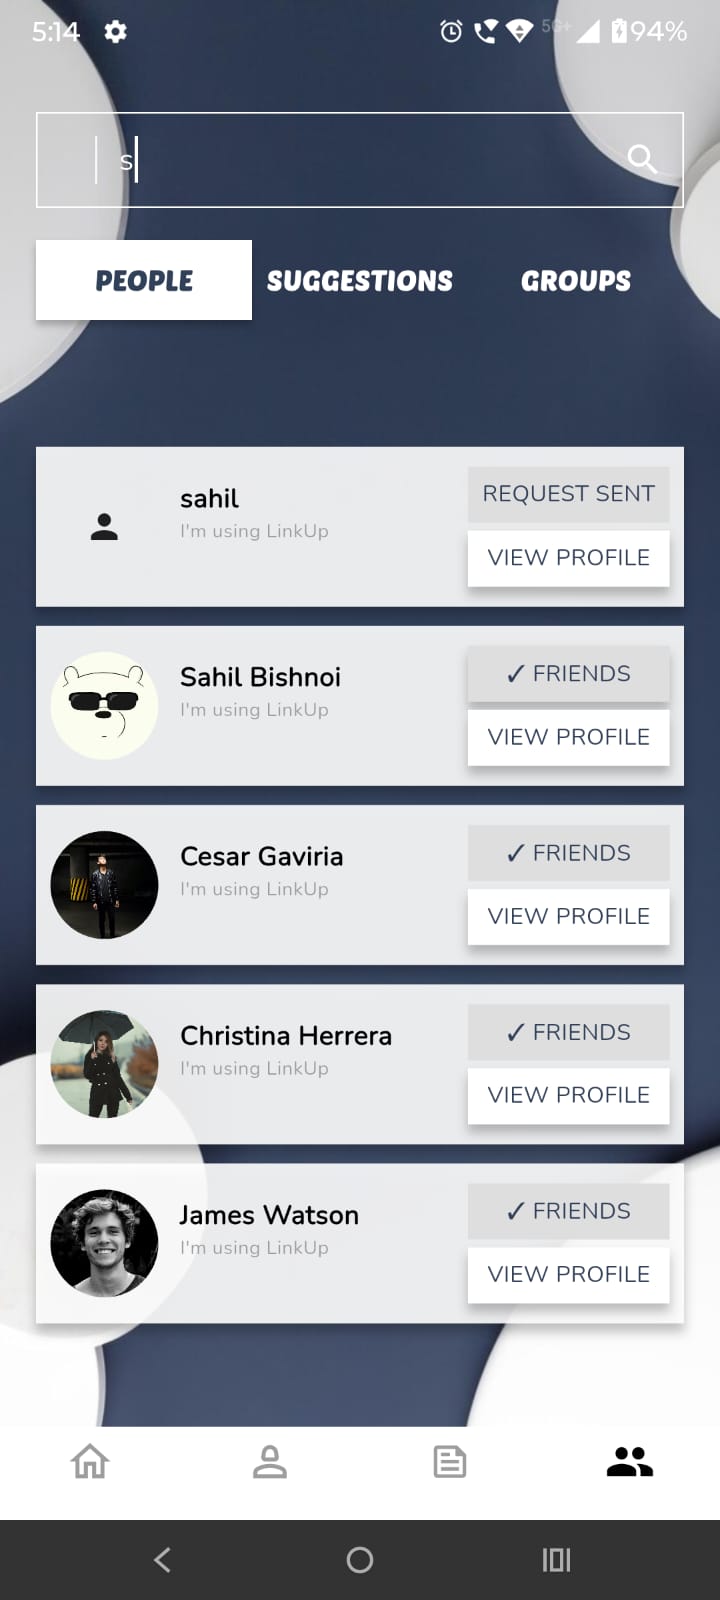 5:14 5G+ 94%
s
PEOPLE SUGGESTIONS GROUPS
sahil
I'm using LinkUp
REQUEST SENT
VIEW PROFILE
Sahil Bishnoi
I'm using LinkUp
✓ FRIENDS
VIEW PROFILE
Cesar Gaviria
I'm using LinkUp
✓ FRIENDS
VIEW PROFILE
Christina Herrera
I'm using LinkUp
✓ FRIENDS
VIEW PROFILE
James Watson
I'm using LinkUp
✓ FRIENDS
VIEW PROFILE